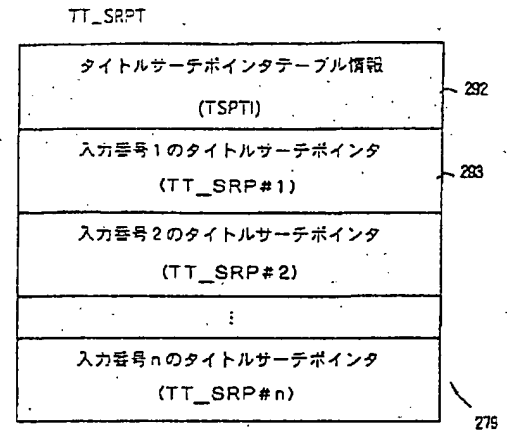 TT_SRPT
タイトルサーチポインタテーブル情報
(TSPTI)
292
入力番号1のタイトルサーチポインタ
(TT_SRP#1)
293
入力番号2のタイトルサーチポインタ
(TT_SRP#2)
⋮
入力番号nのタイトルサーチポインタ
(TT_SRP#n)
279